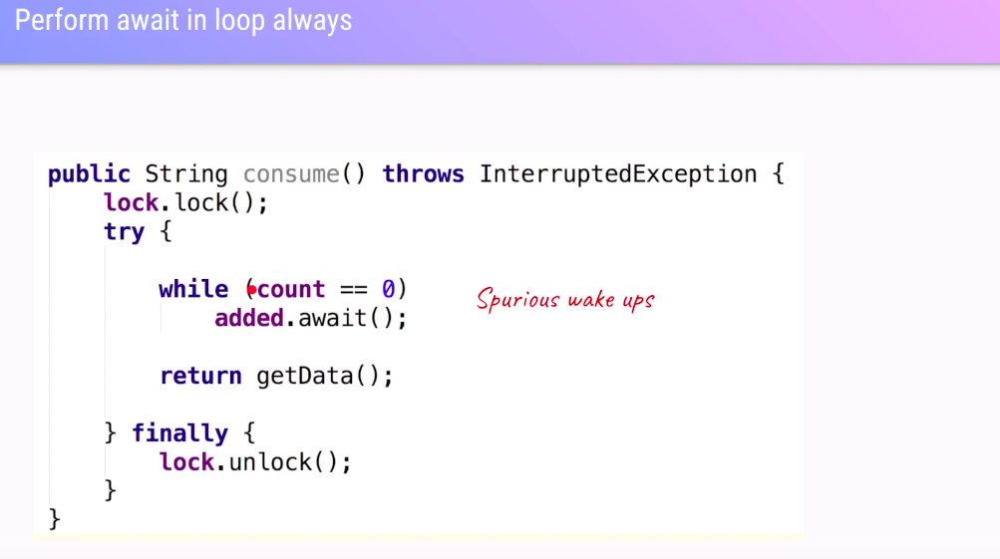 Perform await in loop always
public String consume() throws InterruptedException {
lock.lock();
try {
while (count == 0)
Spurious wake ups
added.await();
return getData();
} finally {
lock.unlock();
}
}